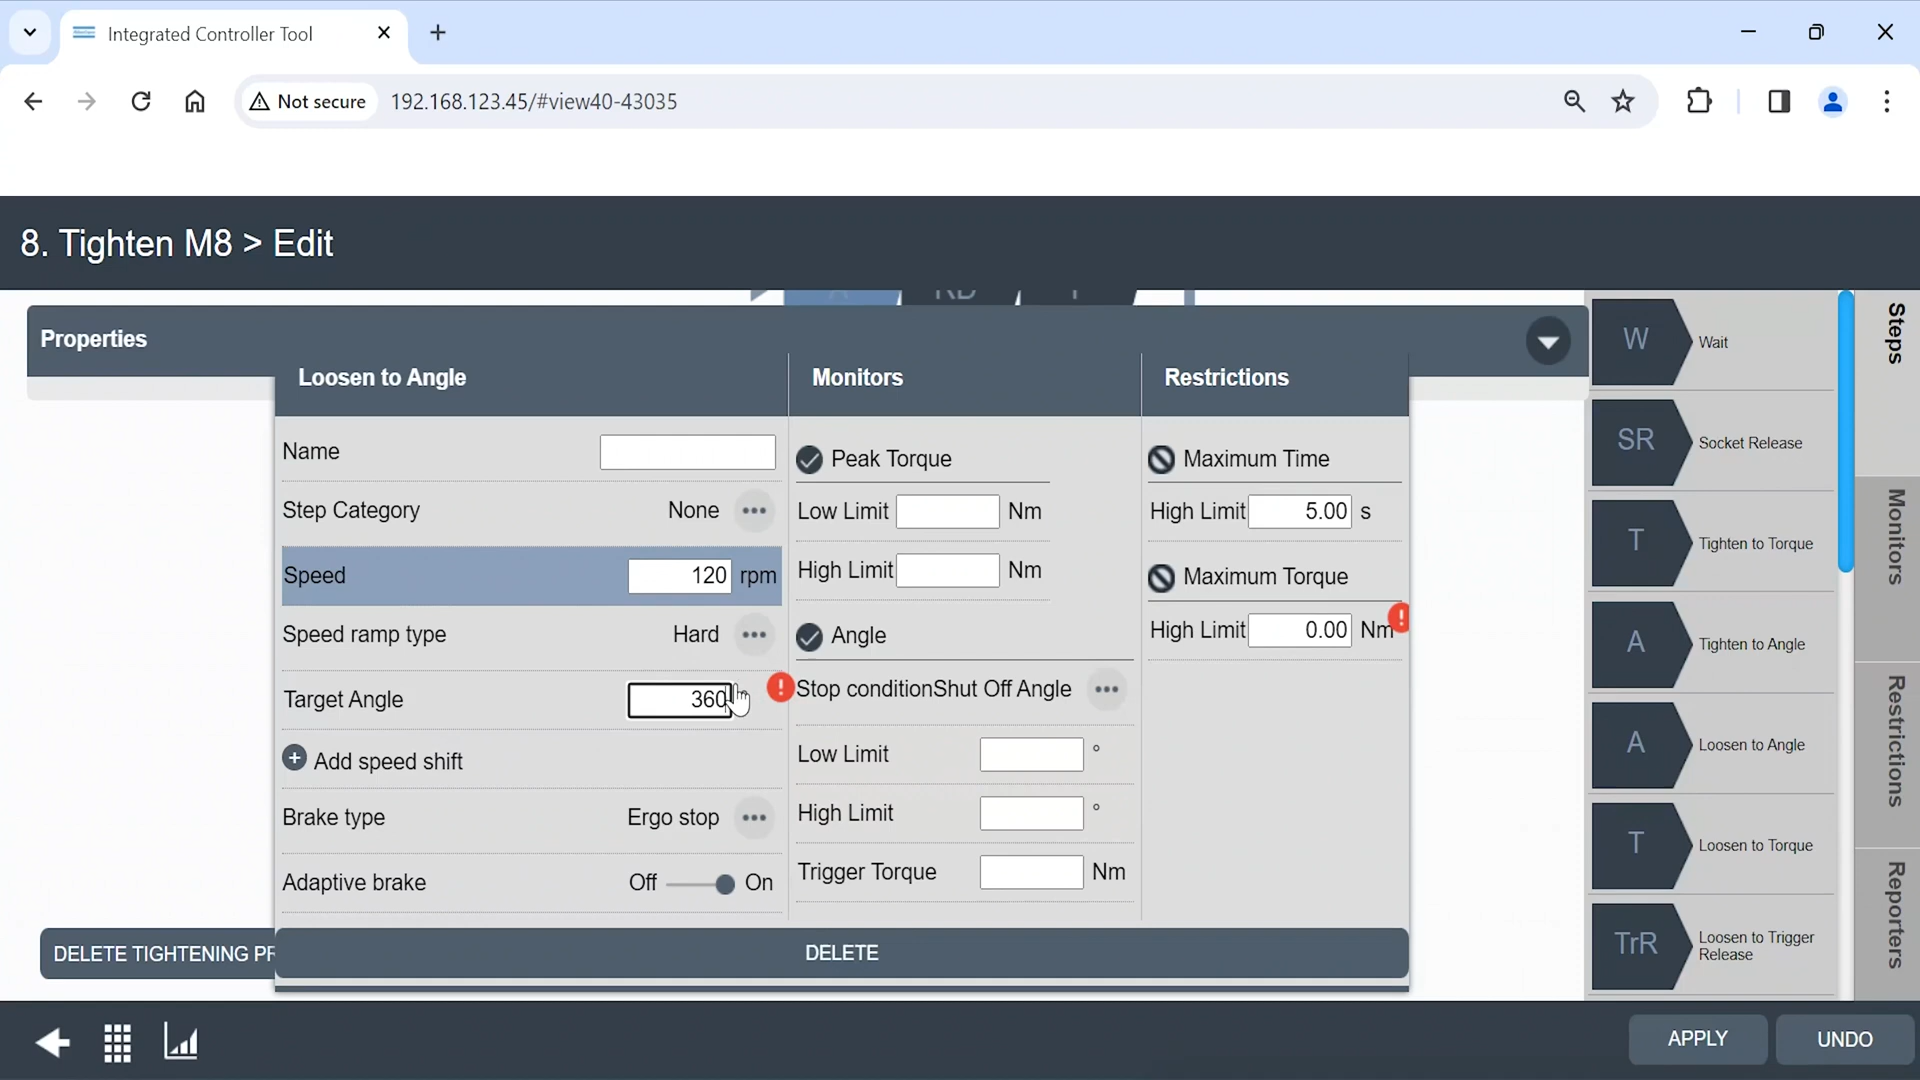 Integrated Controller Tool
Not secure
192.168.123.45/#view40-43035
8. Tighten M8 > Edit
Properties
Loosen to Angle
Name
Step Category None
Speed 120 rpm
Speed ramp type Hard
Target Angle 360
Add speed shift
Brake type Ergo stop
Adaptive brake Off On
Monitors
Peak Torque
Low Limit Nm
High Limit Nm
Angle
Stop conditionShut Off Angle
Low Limit °
High Limit °
Trigger Torque Nm
Restrictions
Maximum Time
High Limit 5.00 s
Maximum Torque
High Limit 0.00 Nm
DELETE TIGHTENING PR
DELETE
W Wait
SR Socket Release
T Tighten to Torque
A Tighten to Angle
A Loosen to Angle
T Loosen to Torque
TrR Loosen to Trigger
Release
Steps
Monitors
Restrictions
Reporters
APPLY
UNDO